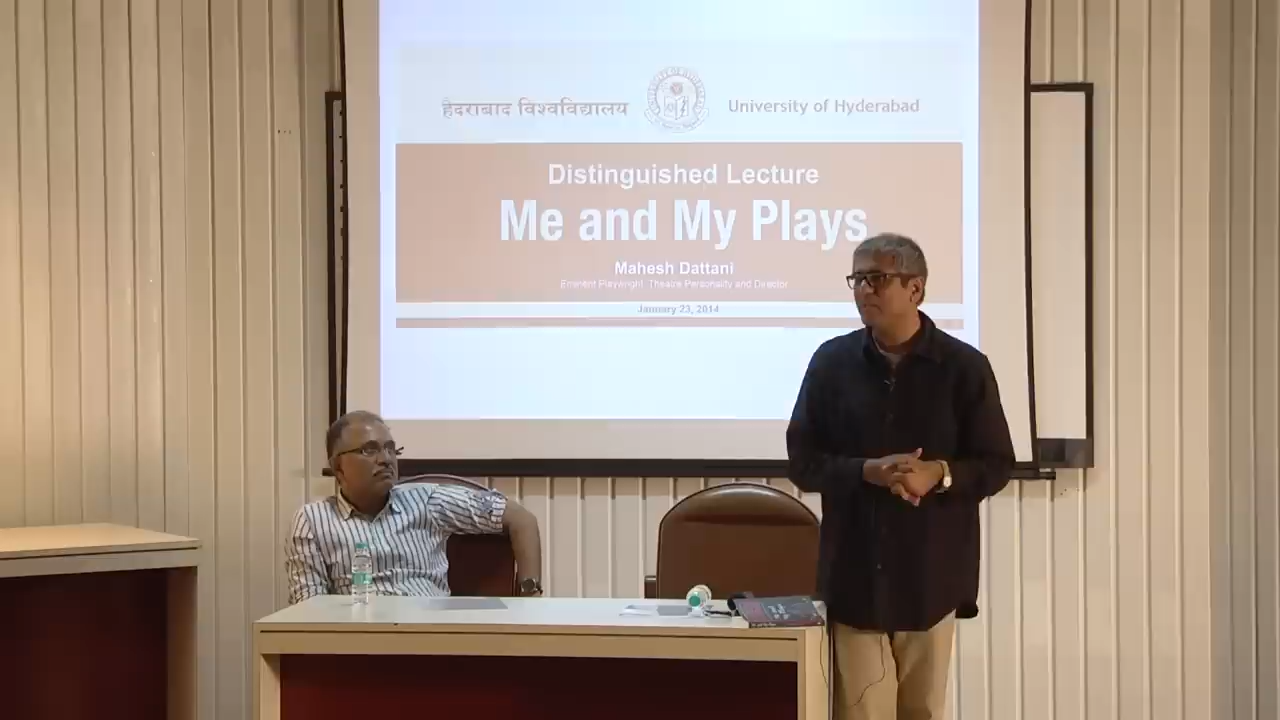 हैदराबाद विश्वविद्यालय
University of Hyderabad
Distinguished Lecture
Me and My Plays
Mahesh Dattani
Eminent Playwright, Theatre Personality and Director
January 23, 2014